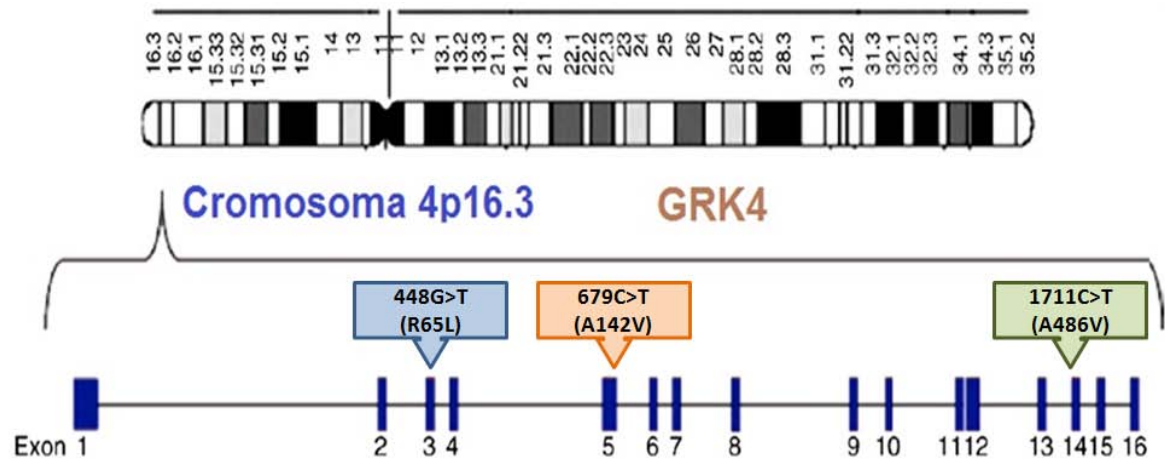 16.3 16.2 16.1 15.33 15.32 15.31 15.2 15.1 14 13 11 11 12 13.1 13.2 13.3 21.1 21.22 21.3 22.1 22.2 22.3 23 24 25 26 27 28.1 28.2 28.3 31.1 31.22 31.3 32.1 32.2 32.3 34.1 34.3 35.1 35.2
Cromosoma 4p16.3 GRK4
448G>T
(R65L)
679C>T
(A142V)
1711C>T
(A486V)
Exon 1 2 3 4 5 6 7 8 9 10 11 12 13 14 15 16